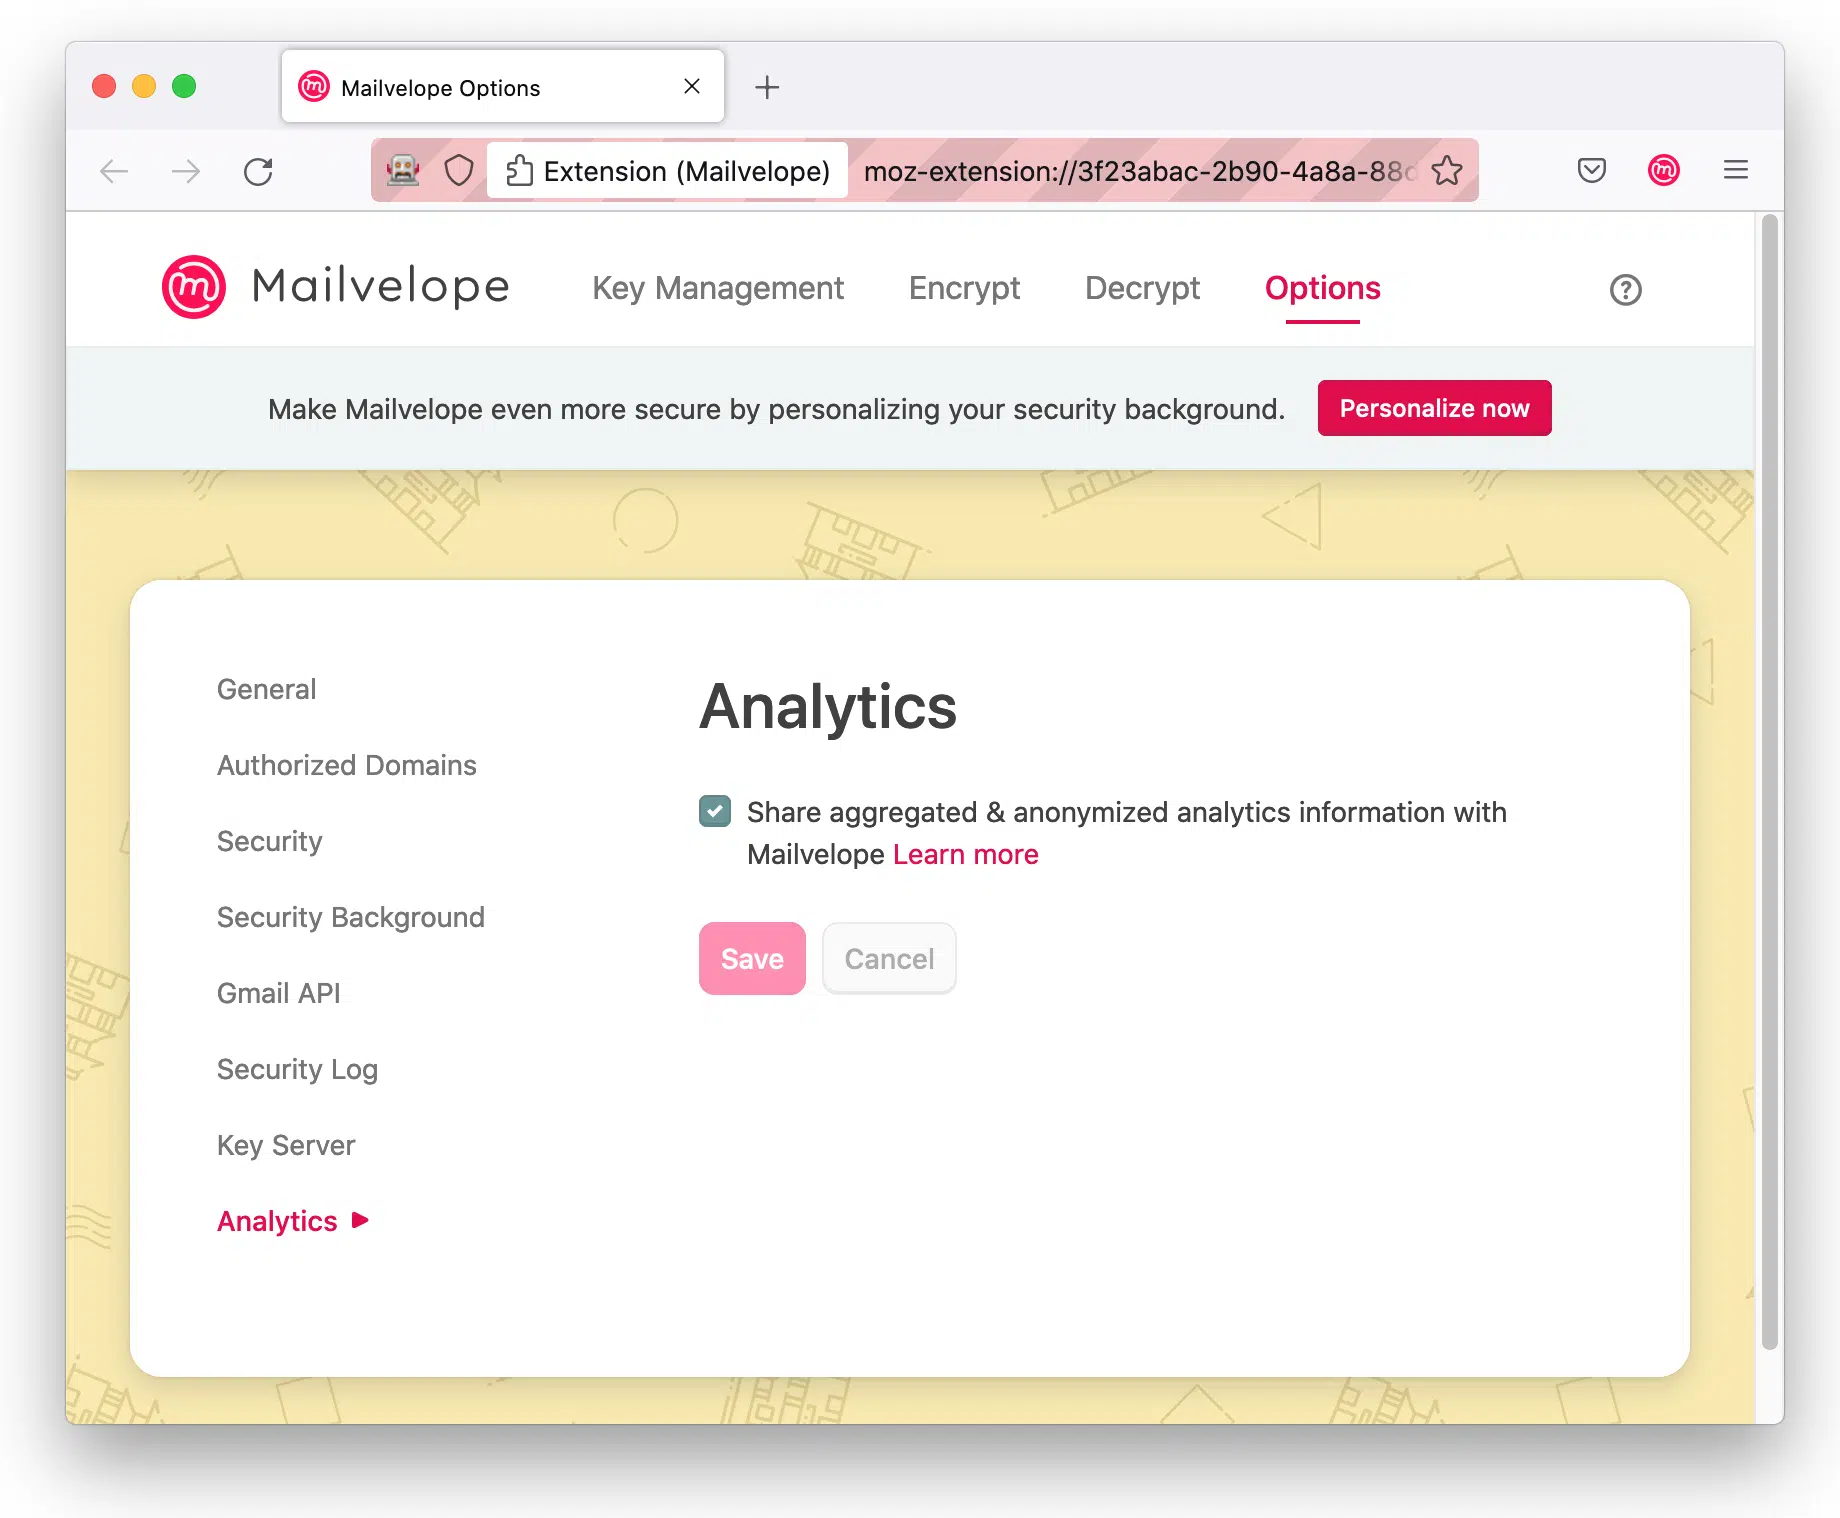 Mailvelope Options
Extension (Mailvelope) moz-extension://3f23abac-2b90-4a8a-88
Mailvelope Key Management Encrypt Decrypt Options
Make Mailvelope even more secure by personalizing your security background. Personalize now
General
Authorized Domains
Security
Security Background
Gmail API
Security Log
Key Server
Analytics
Analytics
Share aggregated & anonymized analytics information with
Mailvelope Learn more
Save Cancel